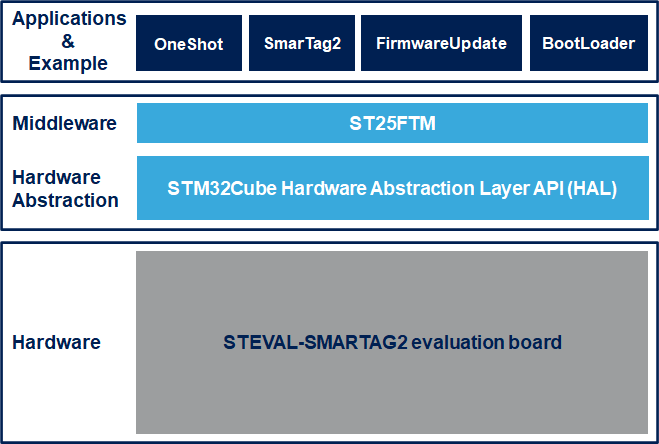 Applications
&
Example
OneShot
SmarTag2
FirmwareUpdate
BootLoader
Middleware
ST25FTM
Hardware
Abstraction
STM32Cube Hardware Abstraction Layer API (HAL)
Hardware
STEVAL-SMARTAG2 evaluation board